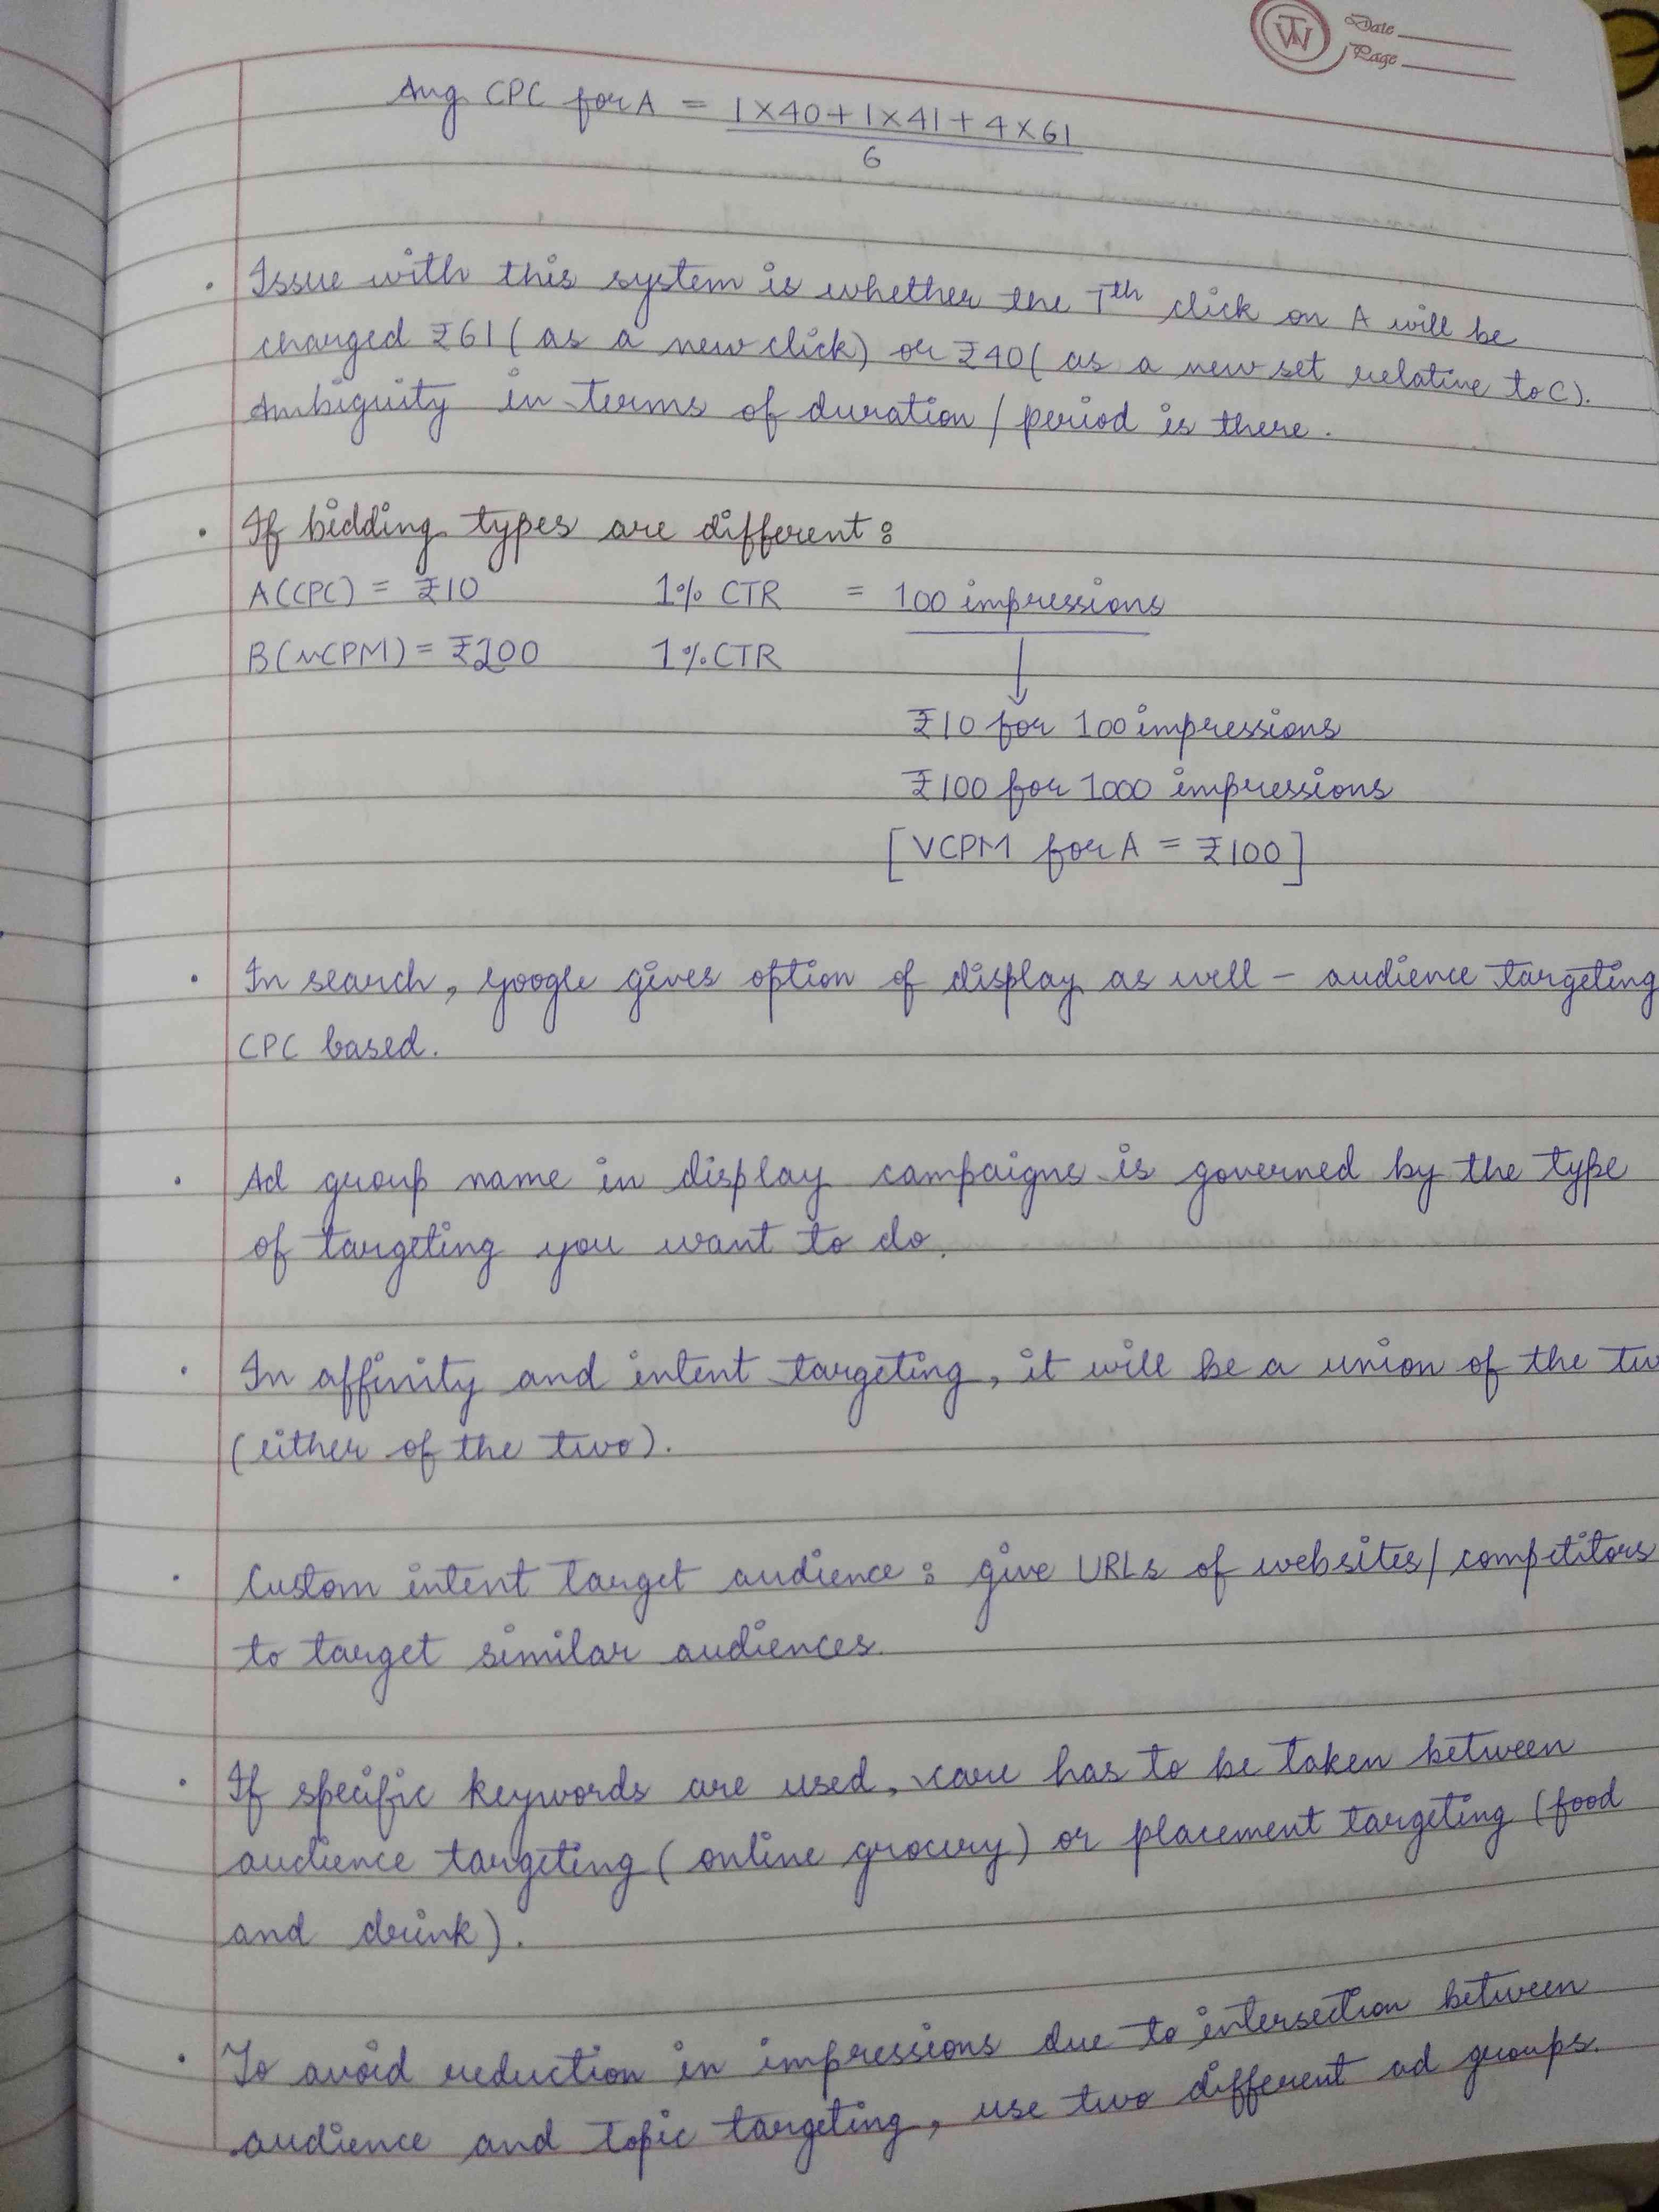 TW
Date
Page
Avg CPC for A = 1×40+1×41+4×61
6
• Issue with this system is whether the 7th click on A will be
charged ₹61 (as a new click) or ₹40 (as a new set relative to C).
Ambiguity in terms of duration/period is there.
• If bidding types are different:
A(CPC) = ₹10 1% CTR = 100 impressions
B(vCPM) = ₹200 1% CTR
↓
₹10 for 100 impressions
₹100 for 1000 impressions
[VCPM for A = ₹100]
• In search, google gives option of display as well – audience targeting
CPC based.
• Ad group name in display campaigns is governed by the type
of targeting you want to do.
• In affinity and intent targeting, it will be a union of the tw
(either of the two).
• Custom intent target audience: give URLs of websites/competitors
to target similar audiences.
• If specific keywords are used, care has to be taken between
audience targeting (online grocery) or placement targeting (food
and drink).
• To avoid reduction in impressions due to intersection between
audience and topic targeting, use two different ad groups.